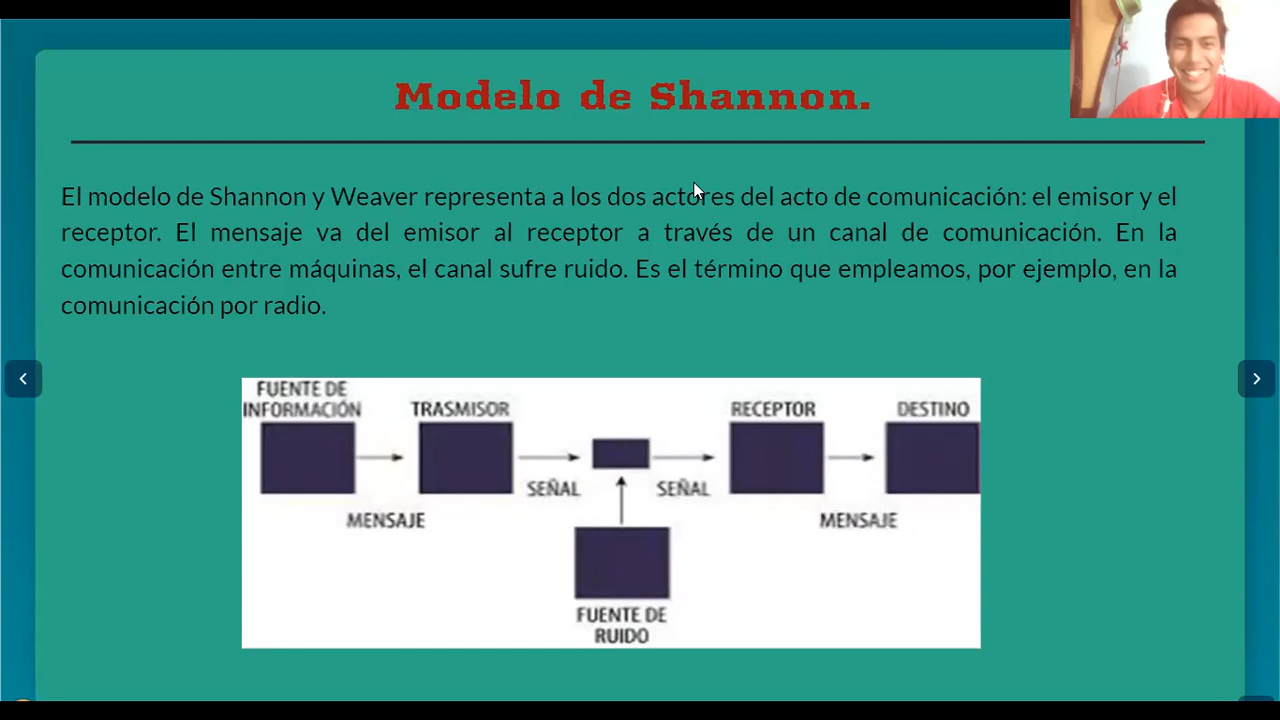 Modelo de Shannon.
El modelo de Shannon y Weaver representa a los dos actores del acto de comunicación: el emisor y el
receptor. El mensaje va del emisor al receptor a través de un canal de comunicación. En la
comunicación entre máquinas, el canal sufre ruido. Es el término que empleamos, por ejemplo, en la
comunicación por radio.
FUENTE DE
INFORMACIÓN
TRASMISOR
RECEPTOR
DESTINO
SEÑAL
SEÑAL
MENSAJE
MENSAJE
FUENTE DE
RUIDO